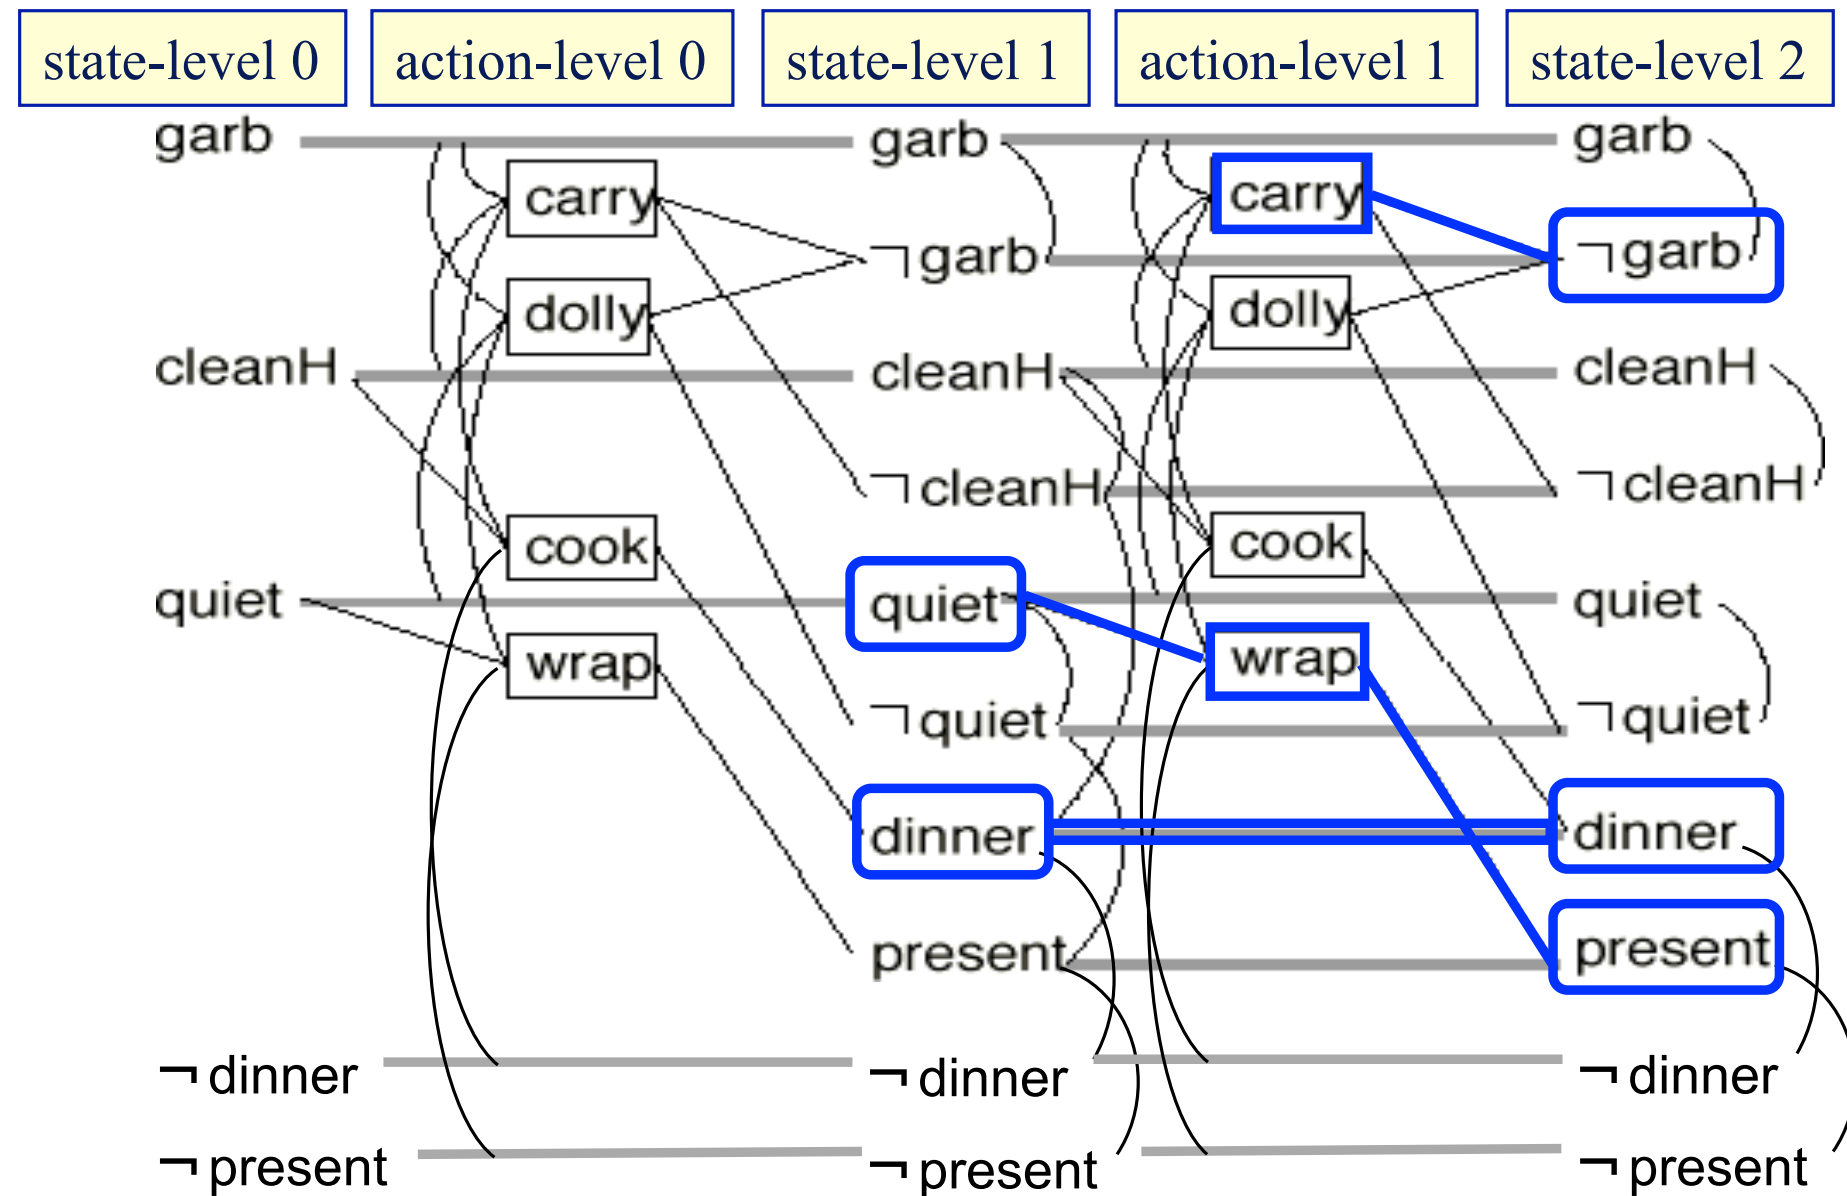 state-level 0 action-level 0 state-level 1 action-level 1 state-level 2
garb garb garb
carry carry
¬garb ¬garb
dolly dolly
cleanH cleanH cleanH
¬cleanH ¬cleanH
cook cook
quiet quiet quiet
wrap wrap
¬quiet ¬quiet
dinner dinner
present present
¬dinner ¬dinner ¬dinner
¬present ¬present ¬present